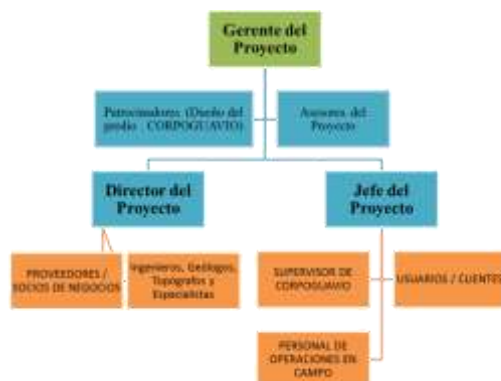 Gerente del
Proyecto
Patrocinadores (Dueño del
predio CORPOGUAVIO)
Asesores del
Proyecto
Director del
Proyecto
Jefe del
Proyecto
PROVEEDORES /
SOCIOS DE NEGOCIOS
Ingenieros, Geólogos,
Topógrafos y
Especialistas
SUPERVISOR DE
CORPOGUAVIO
USUARIOS / CLIENTES
PERSONAL DE
OPERACIONES EN
CAMPO